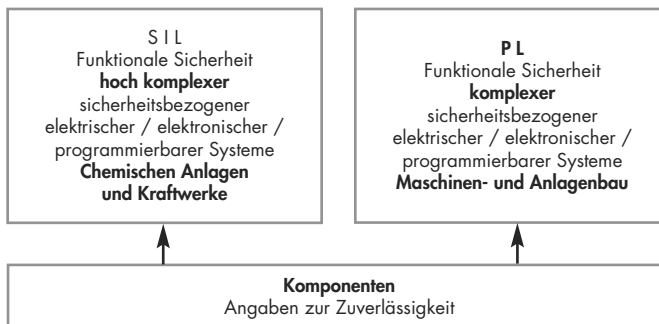 S I L
Funktionale Sicherheit
hoch komplexer
sicherheitsbezogener
elektrischer / elektronischer /
programmierbarer Systeme
Chemischen Anlagen
und Kraftwerke
P L
Funktionale Sicherheit
komplexer
sicherheitsbezogener
elektrischer / elektronischer /
programmierbarer Systeme
Maschinen- und Anlagenbau
Komponenten
Angaben zur Zuverlässigkeit